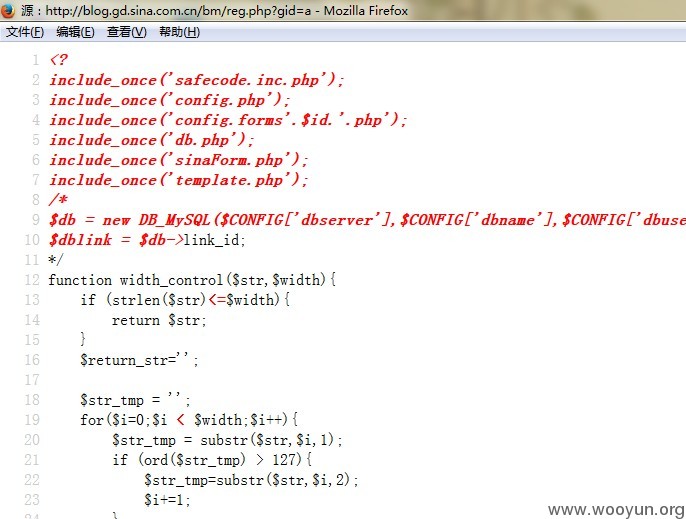 源：http://blog.gd.sina.com.cn/bm/reg.php?gid=a - Mozilla Firefox
文件(F) 编辑(E) 查看(V) 帮助(H)
1 <?
2 include_once('safecode.inc.php');
3 include_once('config.php');
4 include_once('config.forms'.$id.'.php');
5 include_once('db.php');
6 include_once('sinaForm.php');
7 include_once('template.php');
8 /*
9 $db = new DB_MySQL($CONFIG['dbserver'],$CONFIG['dbname'],$CONFIG['dbuse
10 $dblink = $db->link_id;
11 */
12 function width_control($str,$width){
13 if (strlen($str)<=$width){
14 return $str;
15 }
16 $return_str='';
17
18 $str_tmp = '';
19 for($i=0;$i < $width;$i++){
20 $str_tmp = substr($str,$i,1);
21 if (ord($str_tmp) > 127){
22 $str_tmp=substr($str,$i,2);
23 $i+=1;
24 }
www.wooyun.org